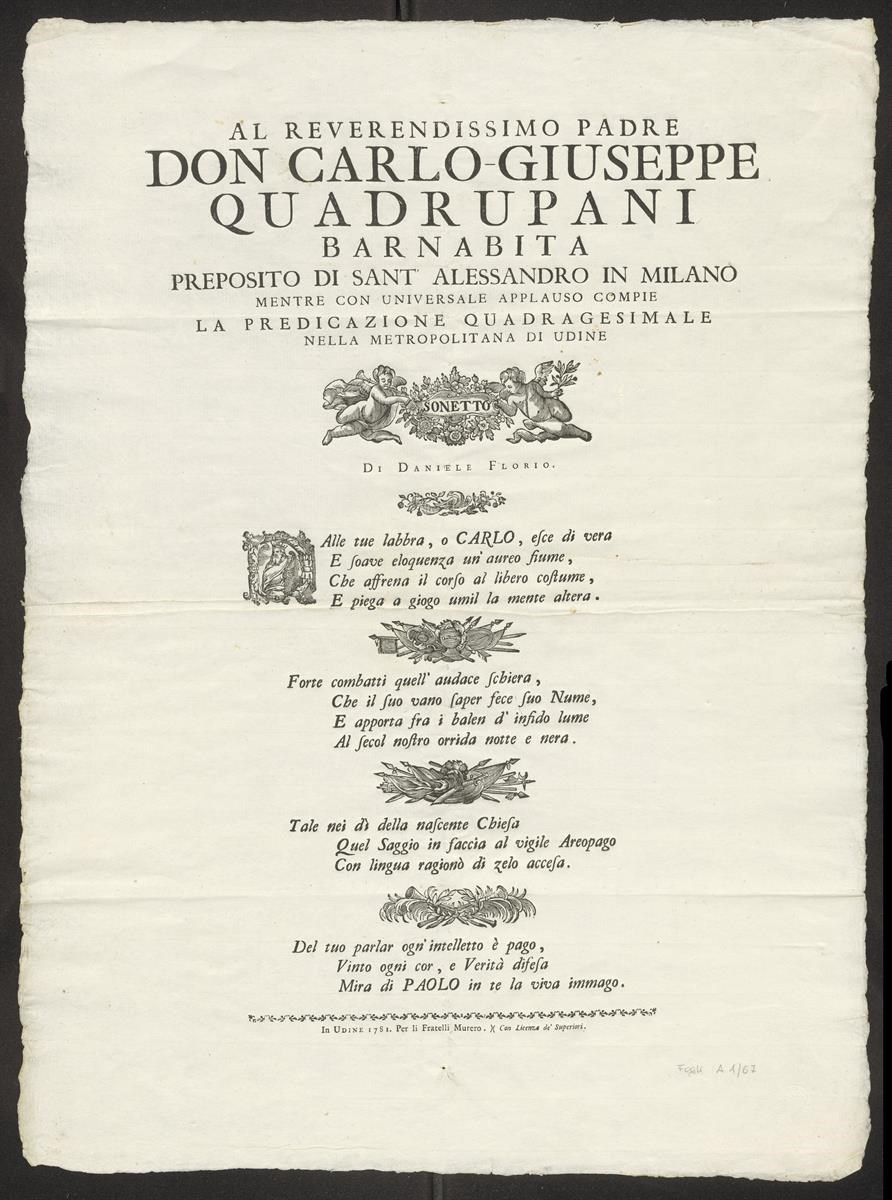 AL REVERENDISSIMO PADRE
DON CARLO-GIUSEPPE
QUADRUPANI
BARNABITA
PREPOSITO DI SANT' ALESSANDRO IN MILANO
MENTRE CON UNIVERSALE APPLAUSO COMPIE
LA PREDICAZIONE QUADRAGESIMALE
NELLA METROPOLITANA DI UDINE
SONETTO
DI DANIELE FLORIO.
DAlle tue labbra, o CARLO, eſce di vera
E ſoave eloquenza un' aureo fiume,
Che affrena il corſo al libero coſtume,
E piega a giogo umil la mente altera.
Forte combatti quell' audace ſchiera,
Che il ſuo vano ſaper fece ſuo Nume,
E apporta fra i balen d' infido lume
Al ſecol noſtro orrida notte e nera.
Tale nei dì della naſcente Chieſa
Quel Saggio in faccia al vigile Areopago
Con lingua ragionò di zelo acceſa.
Del tuo parlar ogn' intelletto è pago,
Vinto ogni cor, e Verità difeſa
Mira di PAOLO in te la viva immago.
In UDINE 1781. Per li Fratelli Murero. )( Con Licenza de' Superiori.
A 1/67